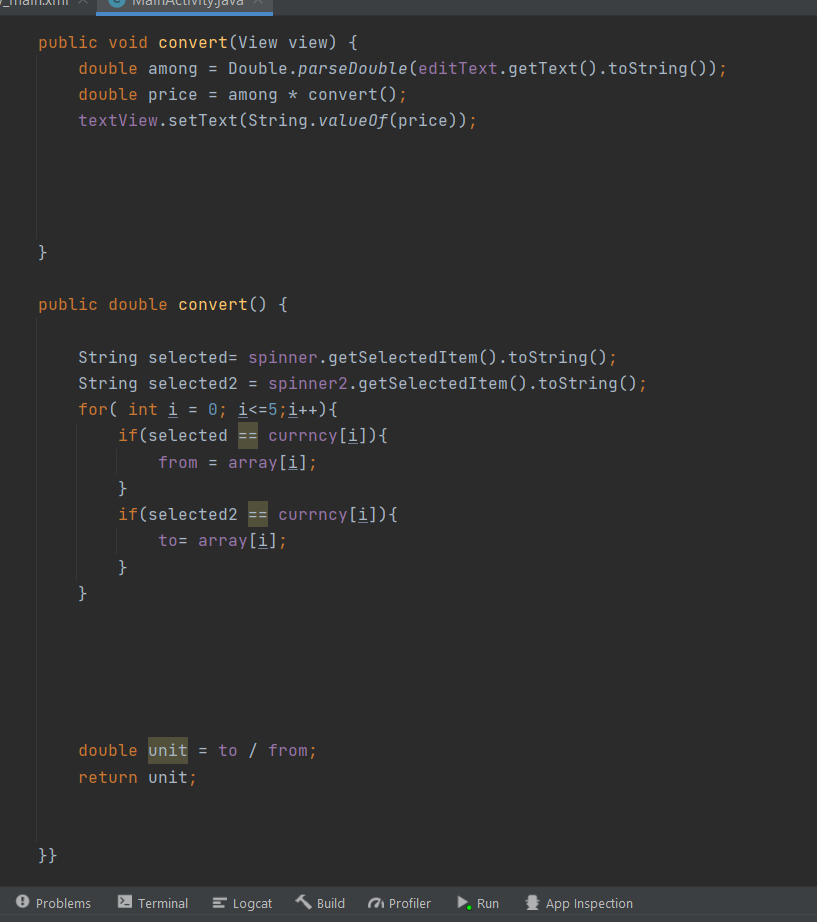 y_main.xml
MainActivity.java
public void convert(View view) {
double among = Double.parseDouble(editText.getText().toString());
double price = among * convert();
textView.setText(String.valueOf(price));
}
public double convert() {
String selected= spinner.getSelectedItem().toString();
String selected2 = spinner2.getSelectedItem().toString();
for( int i = 0; i<=5;i++){
if(selected == currncy[i]){
from = array[i];
}
if(selected2 == currncy[i]){
to= array[i];
}
}
double unit = to / from;
return unit;
}}
Problems Terminal Logcat Build Profiler Run App Inspection